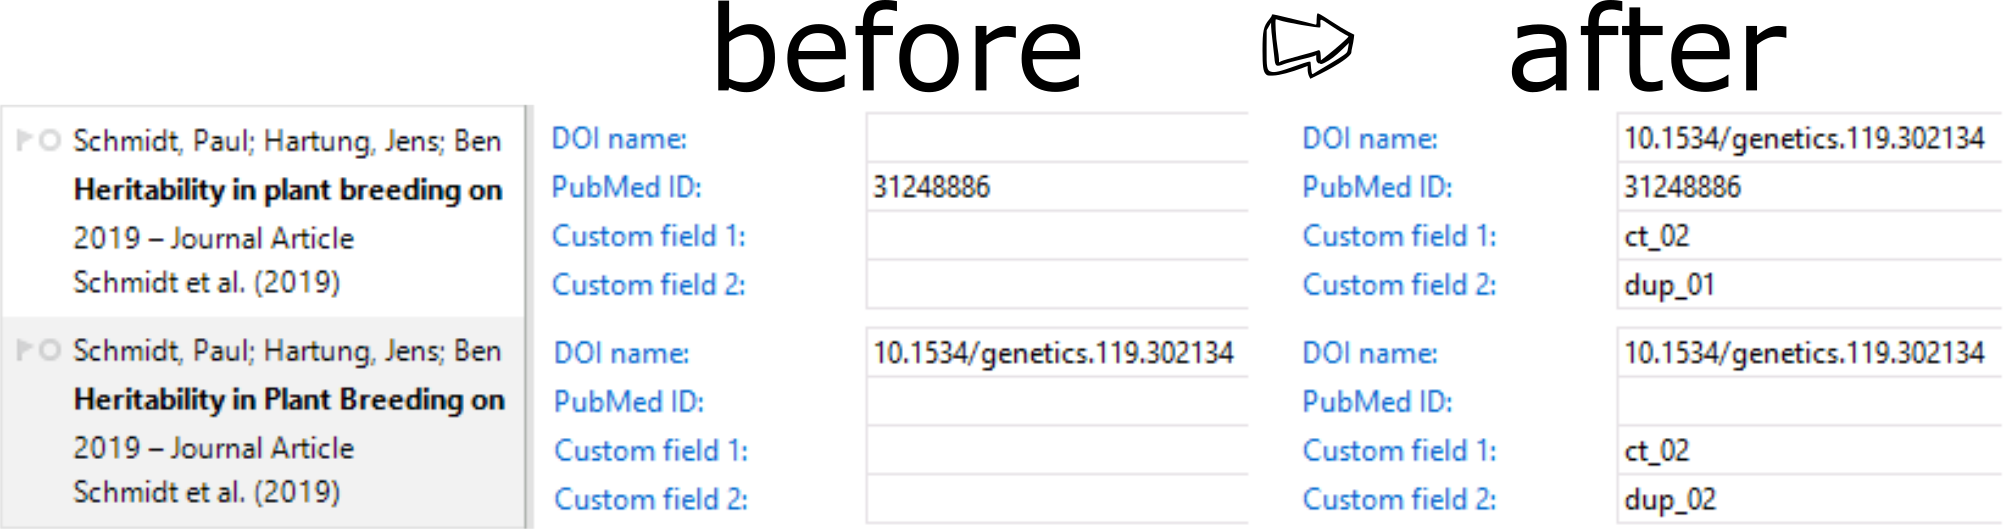 before after
Schmidt, Paul; Hartung, Jens; Ben
Heritability in plant breeding on
2019 – Journal Article
Schmidt et al. (2019)
DOI name:
PubMed ID: 31248886
Custom field 1:
Custom field 2:
DOI name: 10.1534/genetics.119.302134
PubMed ID: 31248886
Custom field 1: ct_02
Custom field 2: dup_01
Schmidt, Paul; Hartung, Jens; Ben
Heritability in Plant Breeding on
2019 – Journal Article
Schmidt et al. (2019)
DOI name: 10.1534/genetics.119.302134
PubMed ID:
Custom field 1:
Custom field 2:
DOI name: 10.1534/genetics.119.302134
PubMed ID:
Custom field 1: ct_02
Custom field 2: dup_02